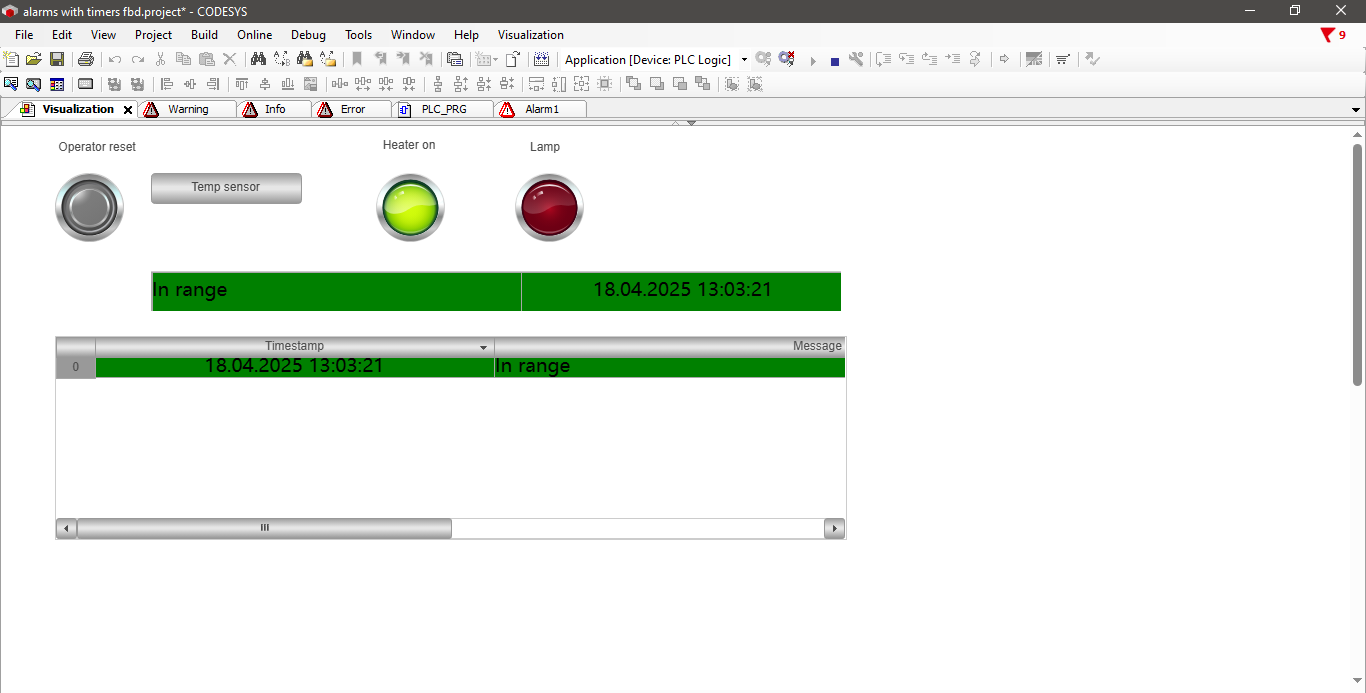 alarms with timers fbd.project* - CODESYS
File Edit View Project Build Online Debug Tools Window Help Visualization
9
Application [Device: PLC Logic]
Visualization Warning Info Error PLC_PRG Alarm1
Operator reset Heater on Lamp
Temp sensor
In range 18.04.2025 13:03:21
Timestamp Message
0 18.04.2025 13:03:21 In range